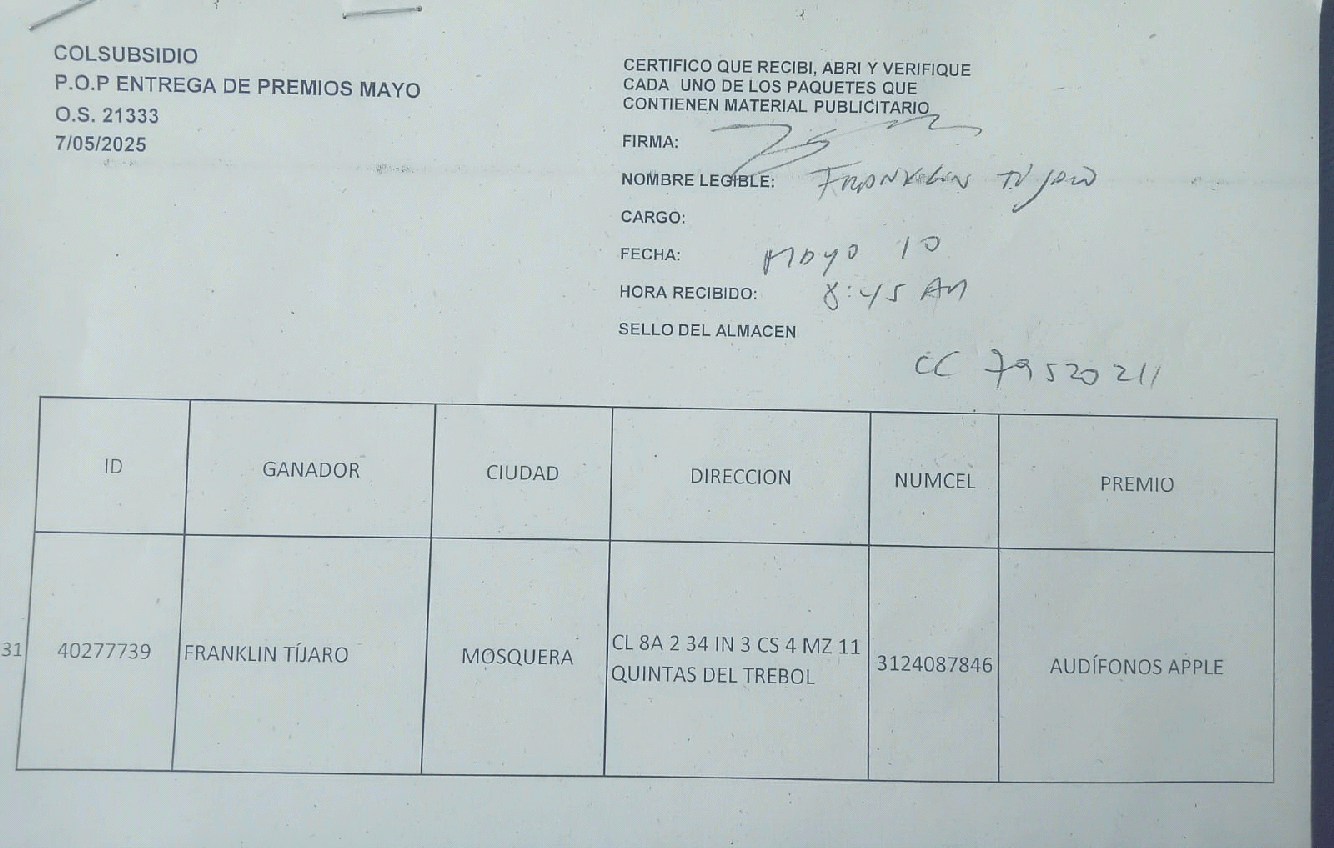 COLSUBSIDIO
P.O.P ENTREGA DE PREMIOS MAYO
O.S. 21333
7/05/2025
CERTIFICO QUE RECIBI, ABRI Y VERIFIQUE
CADA UNO DE LOS PAQUETES QUE
CONTIENEN MATERIAL PUBLICITARIO
FIRMA:
NOMBRE LEGIBLE: Franklin Tíjaro
CARGO:
FECHA: Mayo 10
HORA RECIBIDO: 8:45 AM
SELLO DEL ALMACEN
CC 79520211
ID GANADOR CIUDAD DIRECCION NUMCEL PREMIO
31 40277739 FRANKLIN TÍJARO MOSQUERA CL 8A 2 34 IN 3 CS 4 MZ 11 3124087846 AUDÍFONOS APPLE
QUINTAS DEL TREBOL